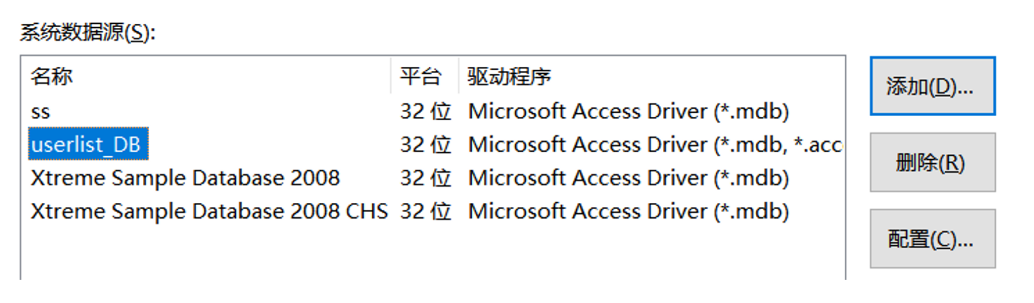 系统数据源(S):
名称 平台 驱动程序
ss 32 位 Microsoft Access Driver (*.mdb)
userlist_DB 32 位 Microsoft Access Driver (*.mdb, *.acc
Xtreme Sample Database 2008 32 位 Microsoft Access Driver (*.mdb)
Xtreme Sample Database 2008 CHS 32 位 Microsoft Access Driver (*.mdb)
添加(D)...
删除(R)
配置(C)...